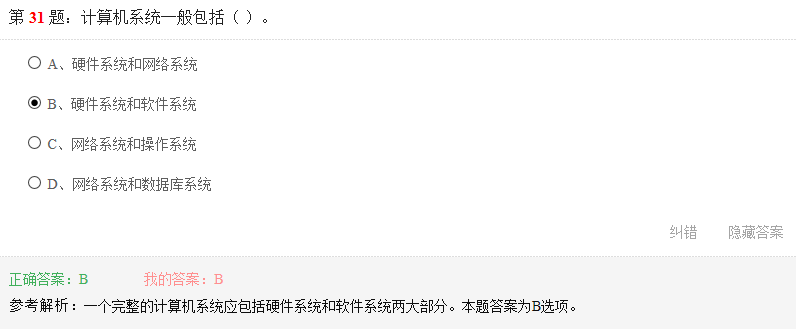 第 31 题：计算机系统一般包括（ ）。
A、硬件系统和网络系统
B、硬件系统和软件系统
C、网络系统和操作系统
D、网络系统和数据库系统
纠错 隐藏答案
正确答案：B 我的答案：B
参考解析：一个完整的计算机系统应包括硬件系统和软件系统两大部分。本题答案为B选项。